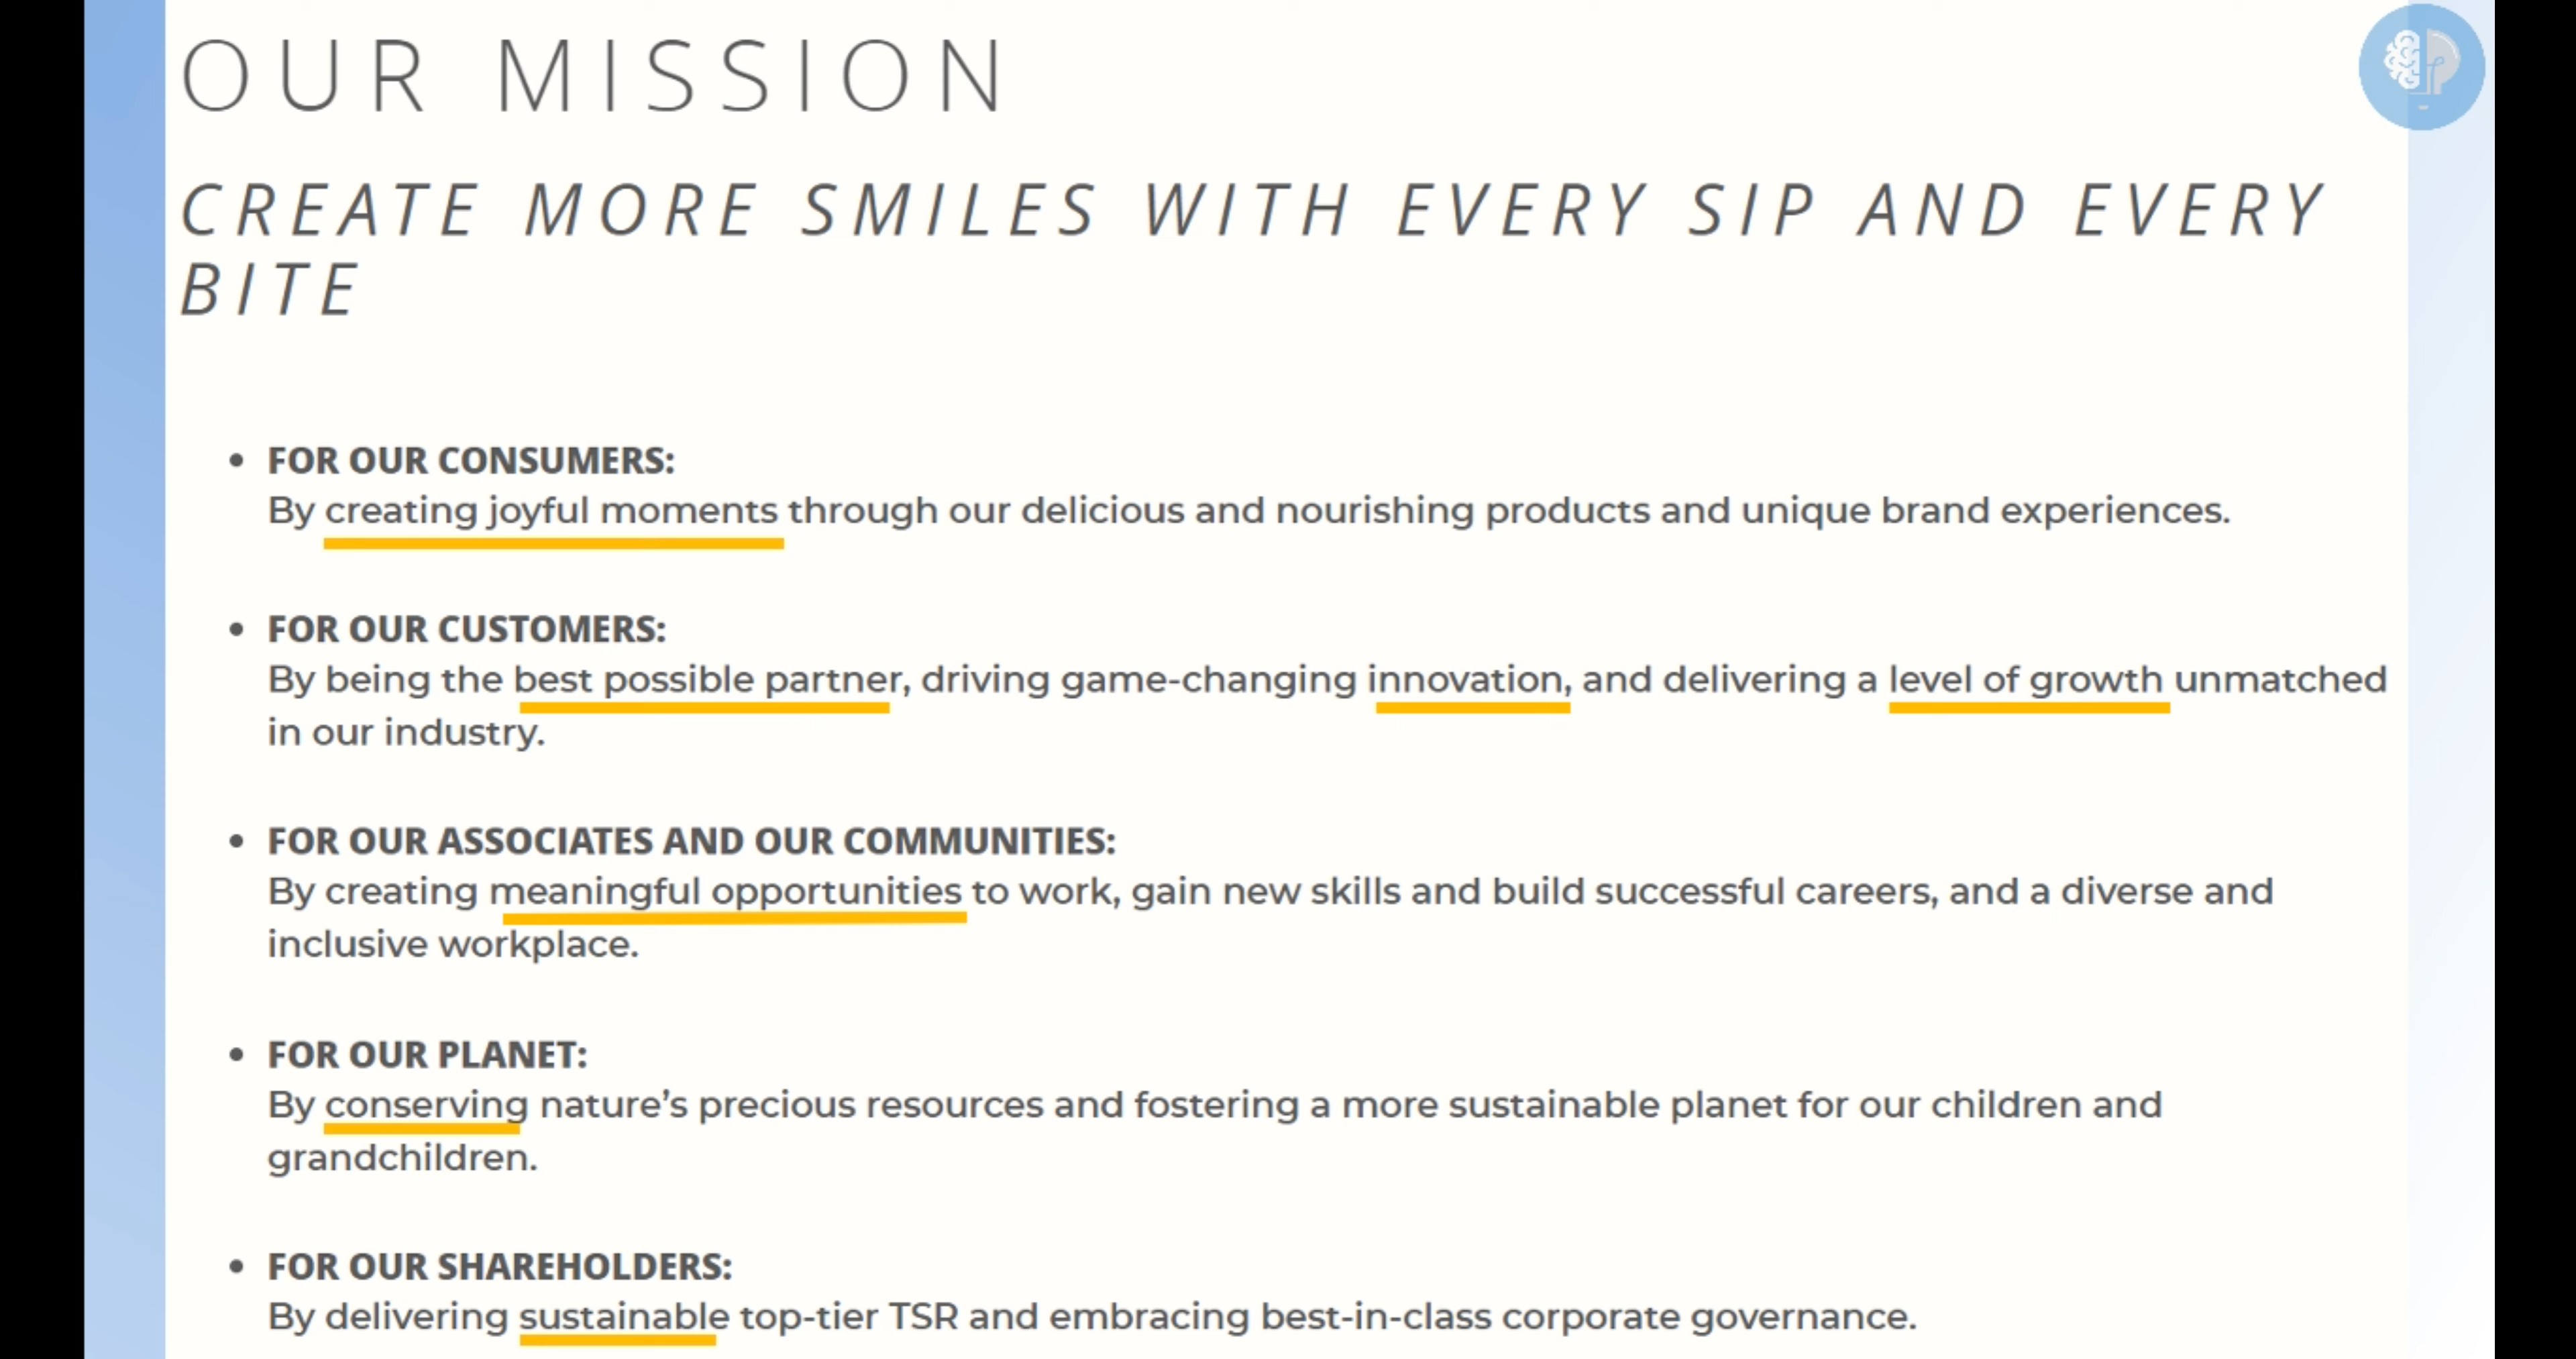 OUR MISSION
CREATE MORE SMILES WITH EVERY SIP AND EVERY
BITE
• FOR OUR CONSUMERS:
By creating joyful moments through our delicious and nourishing products and unique brand experiences.
• FOR OUR CUSTOMERS:
By being the best possible partner, driving game-changing innovation, and delivering a level of growth unmatched
in our industry.
• FOR OUR ASSOCIATES AND OUR COMMUNITIES:
By creating meaningful opportunities to work, gain new skills and build successful careers, and a diverse and
inclusive workplace.
• FOR OUR PLANET:
By conserving nature’s precious resources and fostering a more sustainable planet for our children and
grandchildren.
• FOR OUR SHAREHOLDERS:
By delivering sustainable top-tier TSR and embracing best-in-class corporate governance.